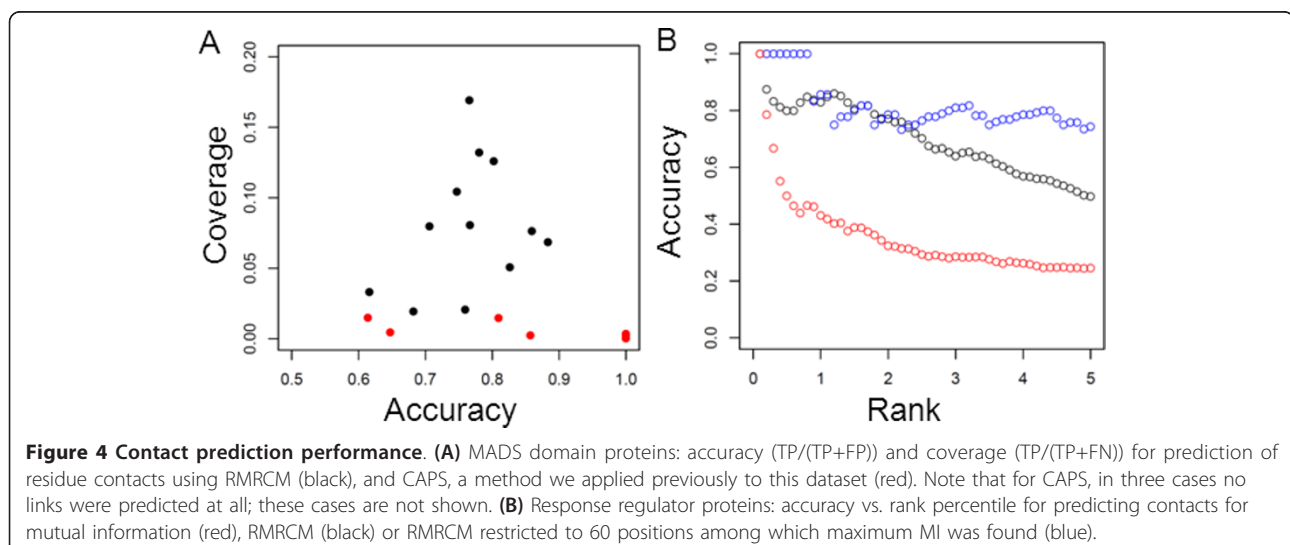 A
Coverage
0.20
0.15
0.10
0.05
0.00
0.5 0.6 0.7 0.8 0.9 1.0
Accuracy
B
Accuracy
1.0
0.8
0.6
0.4
0.2
0.0
0 1 2 3 4 5
Rank
Figure 4 Contact prediction performance. (A) MADS domain proteins: accuracy (TP/(TP+FP)) and coverage (TP/(TP+FN)) for prediction of
residue contacts using RMRCM (black), and CAPS, a method we applied previously to this dataset (red). Note that for CAPS, in three cases no
links were predicted at all; these cases are not shown. (B) Response regulator proteins: accuracy vs. rank percentile for predicting contacts for
mutual information (red), RMRCM (black) or RMRCM restricted to 60 positions among which maximum MI was found (blue).